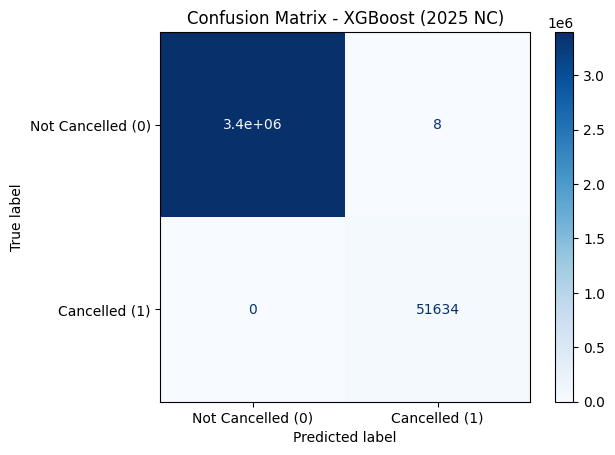 Confusion Matrix - XGBoost (2025 NC)
1e6
Not Cancelled (0)
3.4e+06
8
Cancelled (1)
0
51634
Not Cancelled (0)
Cancelled (1)
Predicted label
True label
3.0
2.5
2.0
1.5
1.0
0.5
0.0